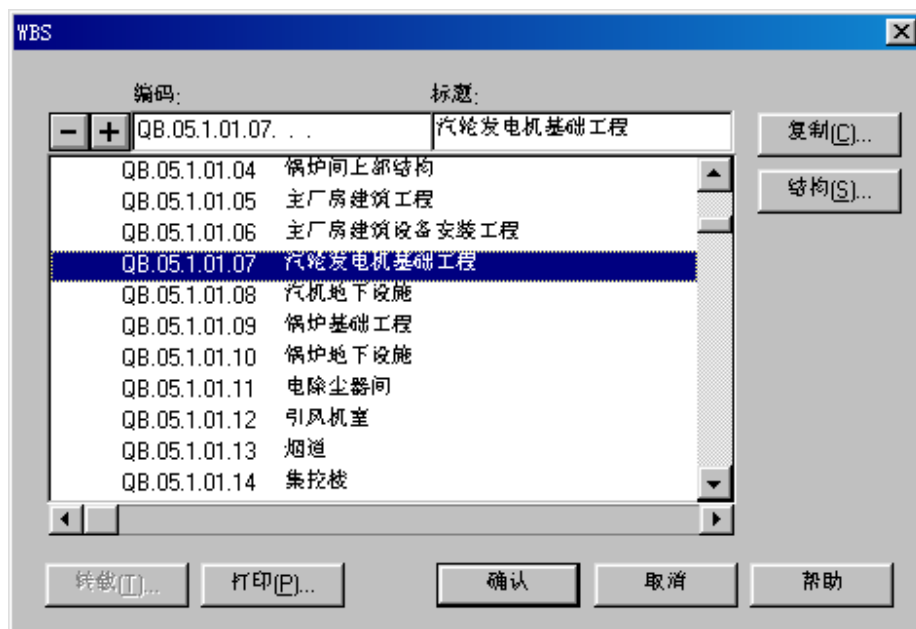 WBS
编码: 标题:
QB.05.1.01.07. . . 汽轮发电机基础工程
复制(C)...
QB.05.1.01.04 锅炉间上部结构
结构(S)...
QB.05.1.01.05 主厂房建筑工程
QB.05.1.01.06 主厂房建筑设备安装工程
QB.05.1.01.07 汽轮发电机基础工程
QB.05.1.01.08 汽机地下设施
QB.05.1.01.09 锅炉基础工程
QB.05.1.01.10 锅炉地下设施
QB.05.1.01.11 电除尘器间
QB.05.1.01.12 引风机室
QB.05.1.01.13 烟道
QB.05.1.01.14 集控楼
转载(T)... 打印(P)... 确认 取消 帮助